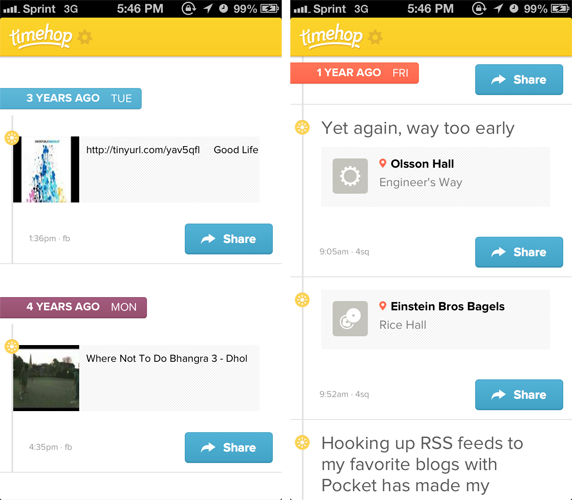 Sprint 3G 5:46 PM 99%
timehop
3 YEARS AGO TUE
http://tinyurl.com/yav5qfl Good Life
1:36pm · fb
Share
4 YEARS AGO MON
Where Not To Do Bhangra 3 - Dhol
4:35pm · fb
Share
Sprint 3G 5:46 PM 99%
timehop
1 YEAR AGO FRI
Share
Yet again, way too early
Olsson Hall
Engineer's Way
9:05am · 4sq
Share
Einstein Bros Bagels
Rice Hall
9:52am · 4sq
Share
Hooking up RSS feeds to
my favorite blogs with
Pocket has made my